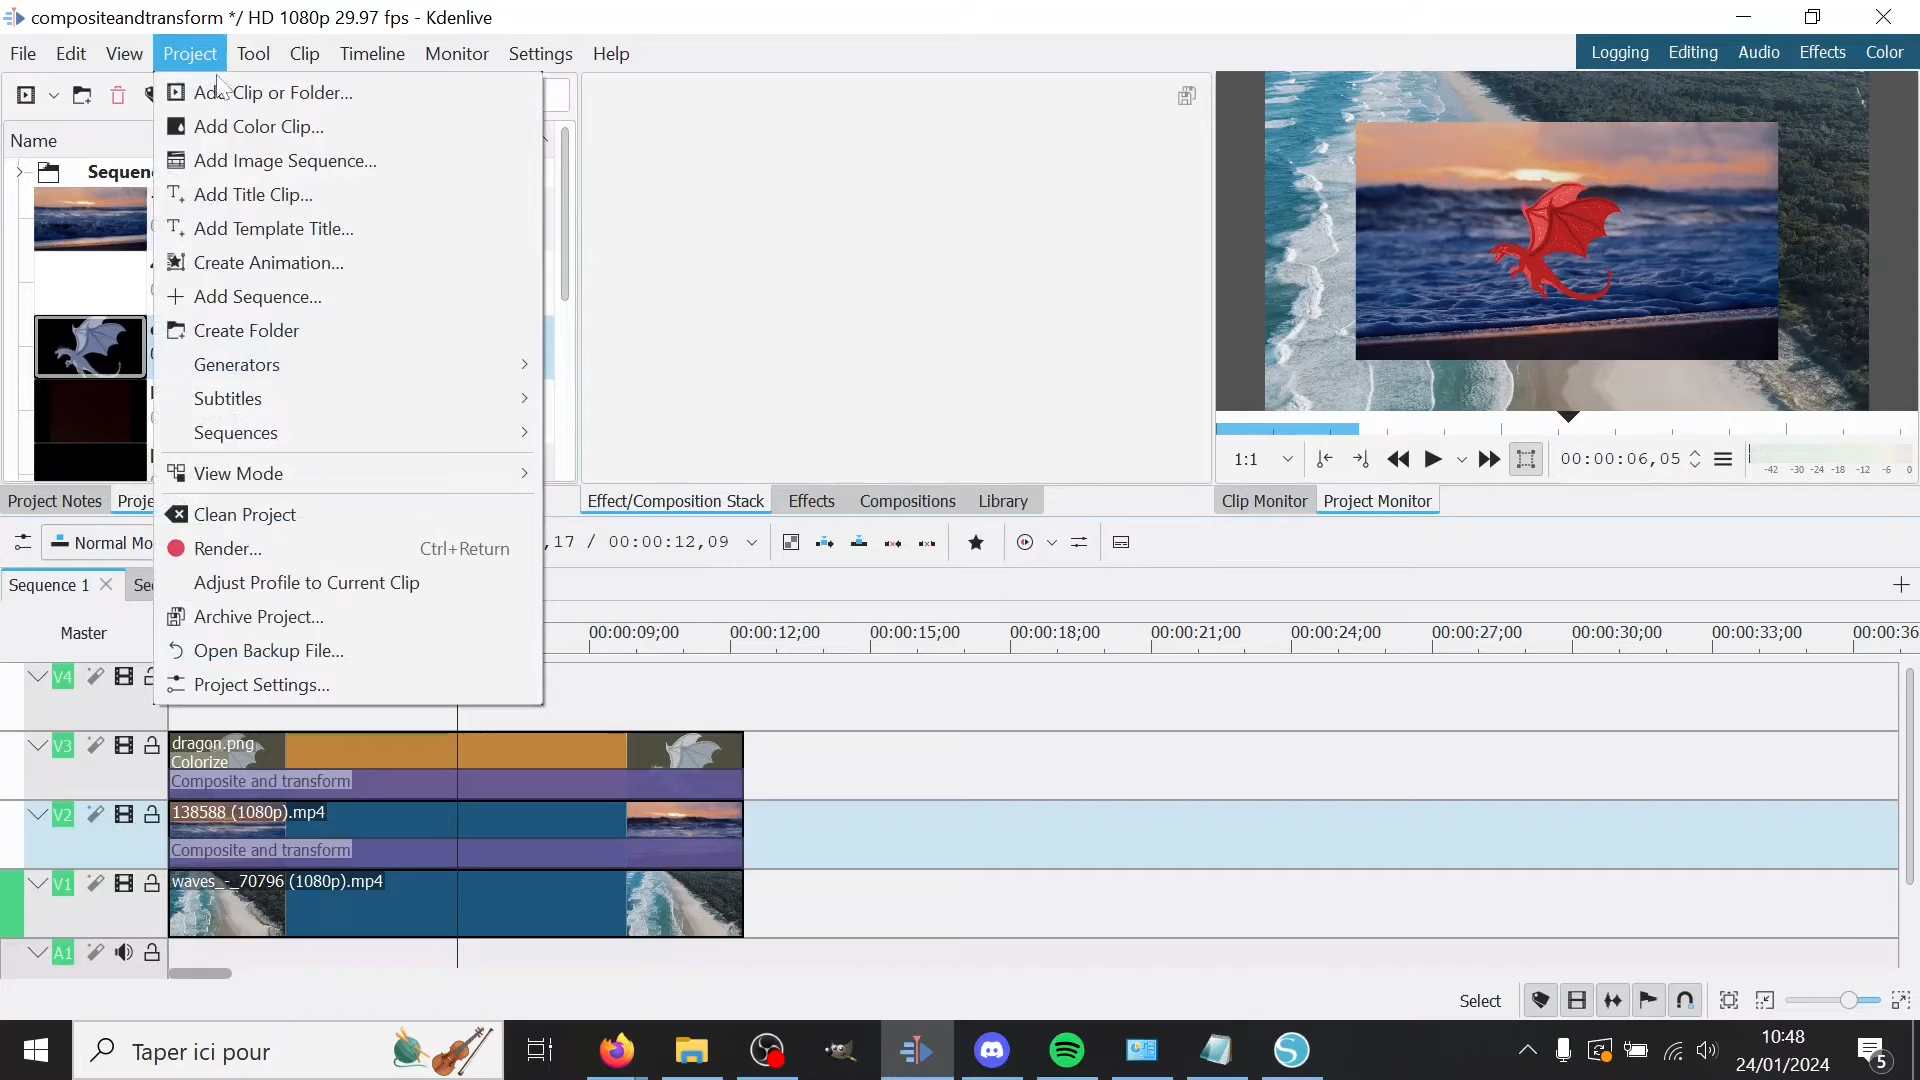 compositeandtransform */ HD 1080p 29.97 fps - Kdenlive
File Edit View Project Tool Clip Timeline Monitor Settings Help
Logging Editing Audio Effects Color
Name
Sequen
Add Clip or Folder...
Add Color Clip...
Add Image Sequence...
Add Title Clip...
Add Template Title...
Create Animation...
Add Sequence...
Create Folder
Generators
Subtitles
Sequences
View Mode
Clean Project
Render... Ctrl+Return
Adjust Profile to Current Clip
Archive Project...
Open Backup File...
Project Settings...
1:1
00:00:06,05
-42 -30 -24 -18 -12 -6 0
Project Notes Proje
Effect/Composition Stack Effects Compositions Library
Clip Monitor Project Monitor
Normal Mo
,17 / 00:00:12,09
Sequence 1 Sec
Master
00:00:09;00 00:00:12;00 00:00:15;00 00:00:18;00 00:00:21;00 00:00:24;00 00:00:27;00 00:00:30;00 00:00:33;00 00:00:36
V4
V3
dragon.png
Colorize
Composite and transform
V2
138588 (1080p).mp4
Composite and transform
V1
waves_-_70796 (1080p).mp4
A1
Select
Taper ici pour
10:48
24/01/2024
5